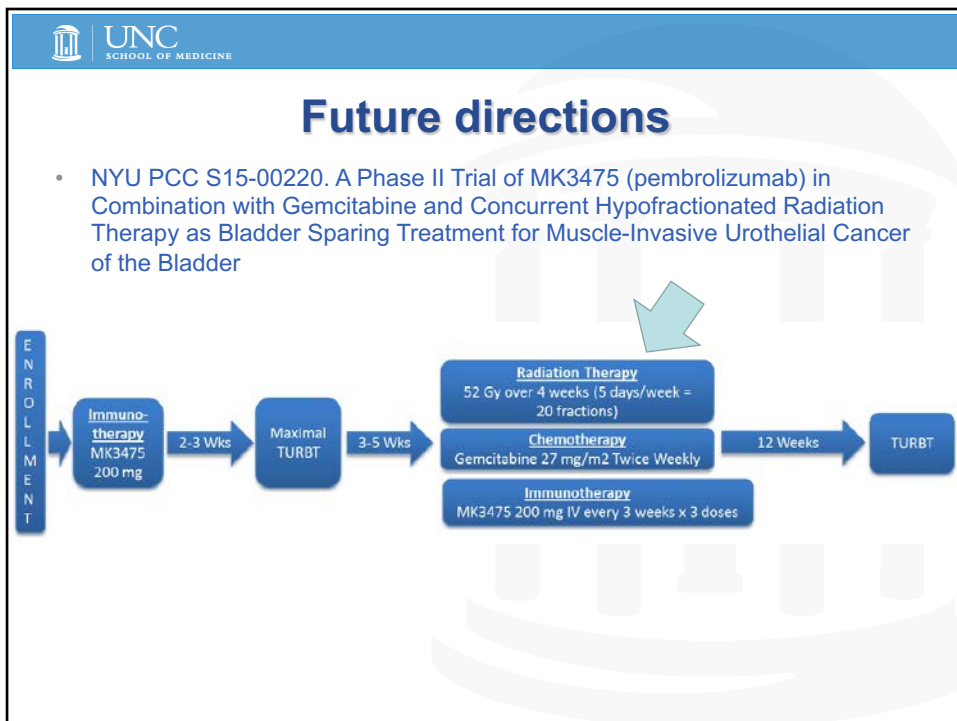 UNC
SCHOOL OF MEDICINE
Future directions
• NYU PCC S15-00220. A Phase II Trial of MK3475 (pembrolizumab) in
Combination with Gemcitabine and Concurrent Hypofractionated Radiation
Therapy as Bladder Sparing Treatment for Muscle-Invasive Urothelial Cancer
of the Bladder
E
N
R
O
L
L
M
E
N
T
Immuno-
therapy
MK3475
200 mg
2-3 Wks
Maximal
TURBT
3-5 Wks
Radiation Therapy
52 Gy over 4 weeks (5 days/week =
20 fractions)
Chemotherapy
Gemcitabine 27 mg/m2 Twice Weekly
Immunotherapy
MK3475 200 mg IV every 3 weeks x 3 doses
12 Weeks
TURBT